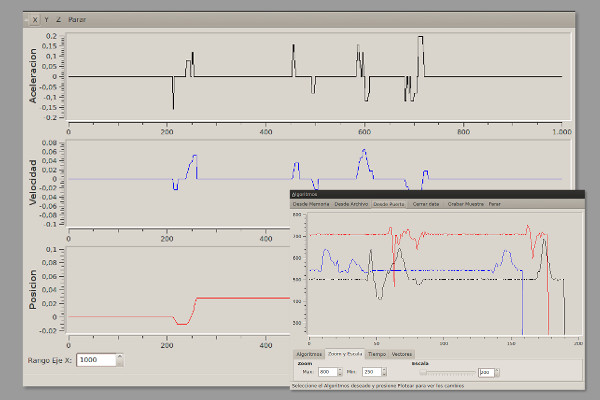 X Y Z Parar
Aceleracion
0.2
0.15
0.1
0,05
0
-0,05
-0.1
-0.15
-0.2
0 200 400 600 800 1.000
Velocidad
0.08
0.06
0.04
0.02
0
-0.02
-0.04
-0.06
-0.08
-0.1
0 200
Posicion
0,1
0,08
0,06
0,04
0,02
0
-0.02
0 200 400
Rango Eje X: 1000
Algoritmos
Desde Memoria Desde Archivo Desde Puerto Cerrar data Grabar Muestra Parar
800
700
600
500
400
300
0 50 100 150 200
Algoritmos Zoom y Escala Tiempo Vectores
Zoom Escala
Max: 800 Min: 250
Seleccione el Algoritmos deseado y presione Plotear para ver los cambios